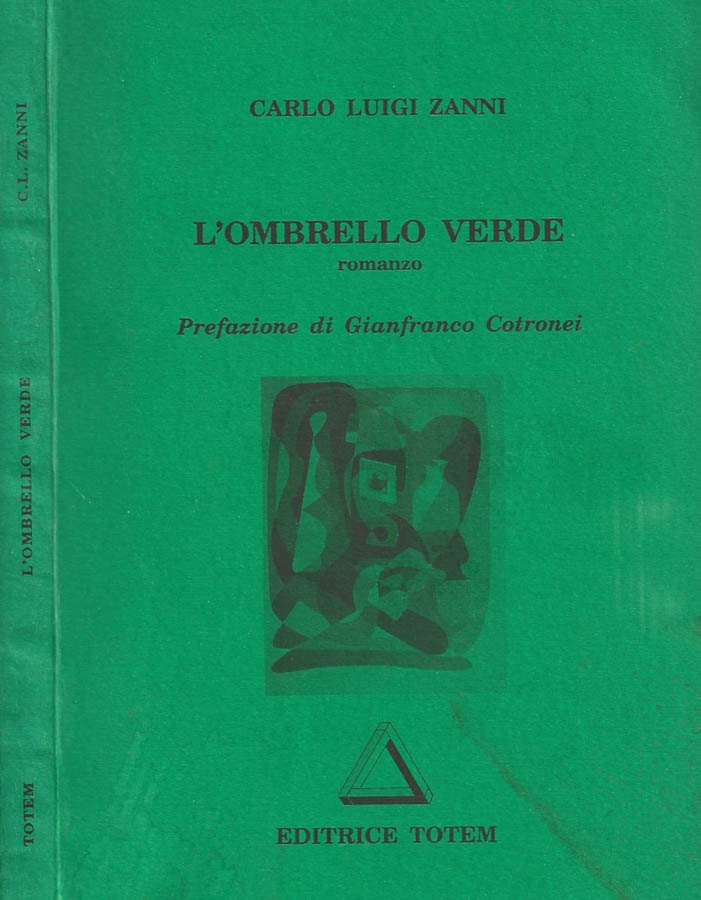 C.L. ZANNI
L'OMBRELLO VERDE
TOTEM
CARLO LUIGI ZANNI
L'OMBRELLO VERDE
romanzo
Prefazione di Gianfranco Cotronei
EDITRICE TOTEM